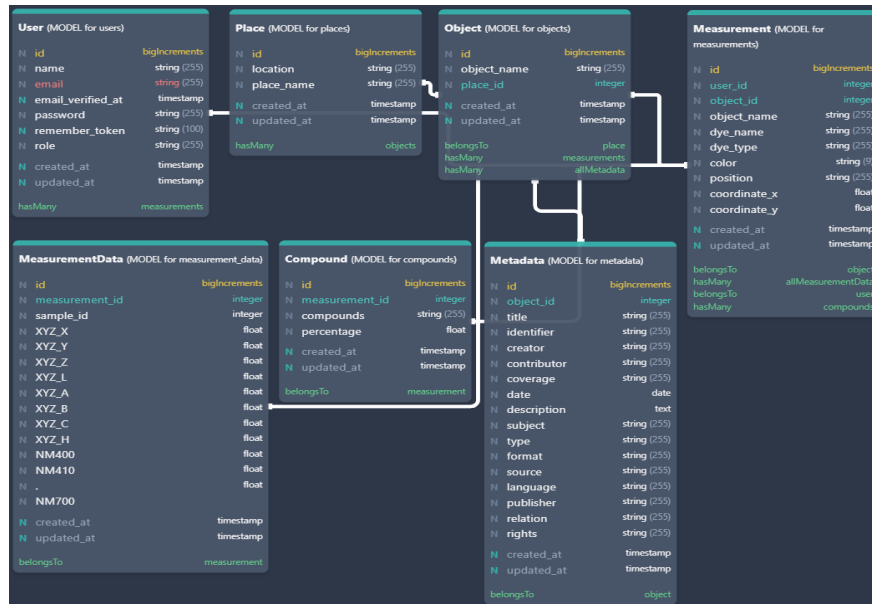 User (MODEL for users)
N id bigIncrements
N name string (255)
N email string (255)
N email_verified_at timestamp
N password string (255)
N remember_token string (100)
N role string (255)
N created_at timestamp
N updated_at timestamp
hasMany measurements
Place (MODEL for places)
N id bigIncrements
N location string (255)
N place_name string (255)
N created_at timestamp
N updated_at timestamp
hasMany objects
Object (MODEL for objects)
N id bigIncrements
N object_name string (255)
N place_id integer
N created_at timestamp
N updated_at timestamp
belongsTo place
hasMany measurements
hasMany allMetadata
Measurement (MODEL for
measurements)
N id bigIncrements
N user_id integer
N object_id integer
N object_name string (255)
N dye_name string (255)
N dye_type string (255)
N color string (9)
N position string (255)
N coordinate_x float
N coordinate_y float
N created_at timestamp
N updated_at timestamp
belongsTo object
hasMany allMeasurementData
belongsTo user
hasMany compounds
MeasurementData (MODEL for measurement_data)
N id bigIncrements
N measurement_id integer
N sample_id integer
N XYZ_X float
N XYZ_Y float
N XYZ_Z float
N XYZ_L float
N XYZ_A float
N XYZ_B float
N XYZ_C float
N XYZ_H float
N NM400 float
N NM410 float
N . float
N NM700
N created_at timestamp
N updated_at timestamp
belongsTo measurement
Compound (MODEL for compounds)
N id bigIncrements
N measurement_id integer
N compounds string (255)
N percentage float
N created_at timestamp
N updated_at timestamp
belongsTo measurement
Metadata (MODEL for metadata)
N id bigIncrements
N object_id integer
N title string (255)
N identifier string (255)
N creator string (255)
N contributor string (255)
N coverage string (255)
N date date
N description text
N subject string (255)
N type string (255)
N format string (255)
N source string (255)
N language string (255)
N publisher string (255)
N relation string (255)
N rights string (255)
N created_at timestamp
N updated_at timestamp
belongsTo object